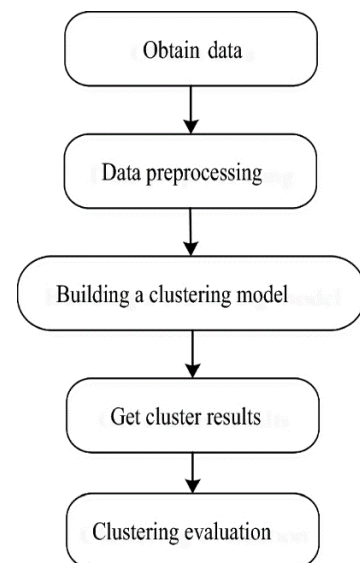 Obtain data
Data preprocessing
Building a clustering model
Get cluster results
Clustering evaluation